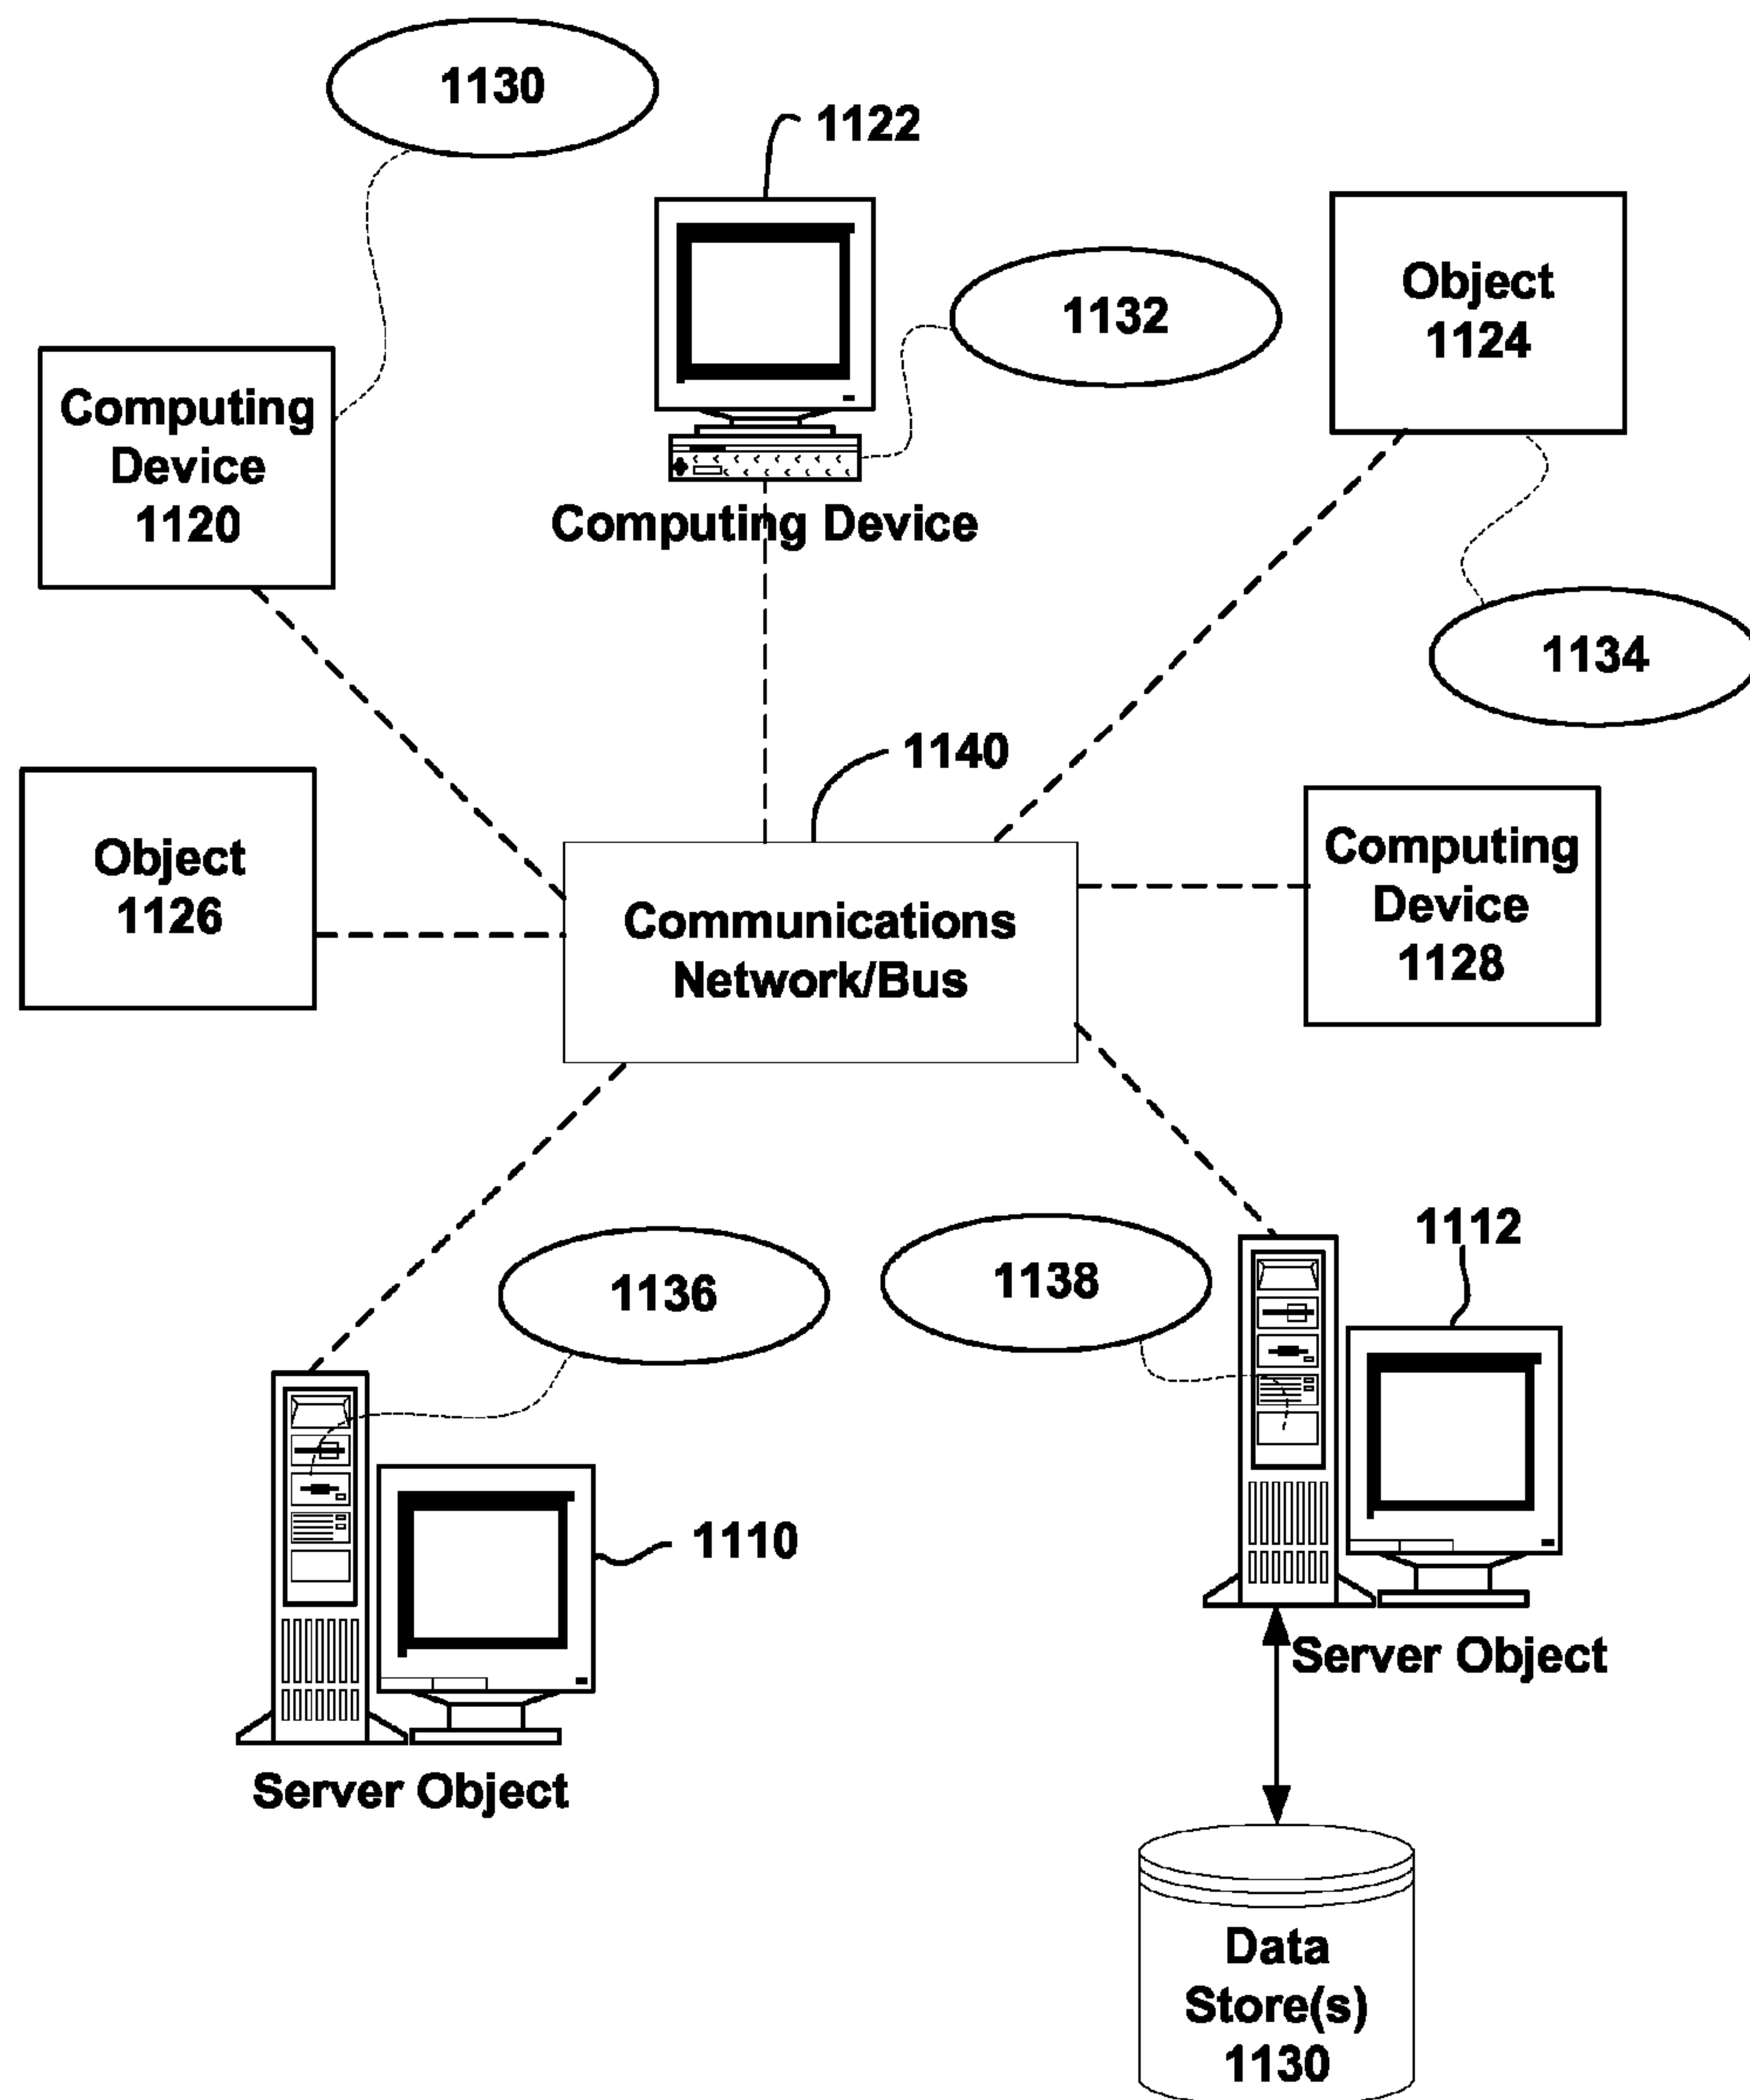 1130
1122
1132
Object
1124
Computing
Device
1120
Computing Device
1134
1140
Object
1126
Communications
Network/Bus
Computing
Device
1128
1136
1138
1112
1110
Server Object
Server Object
Data
Store(s)
1130